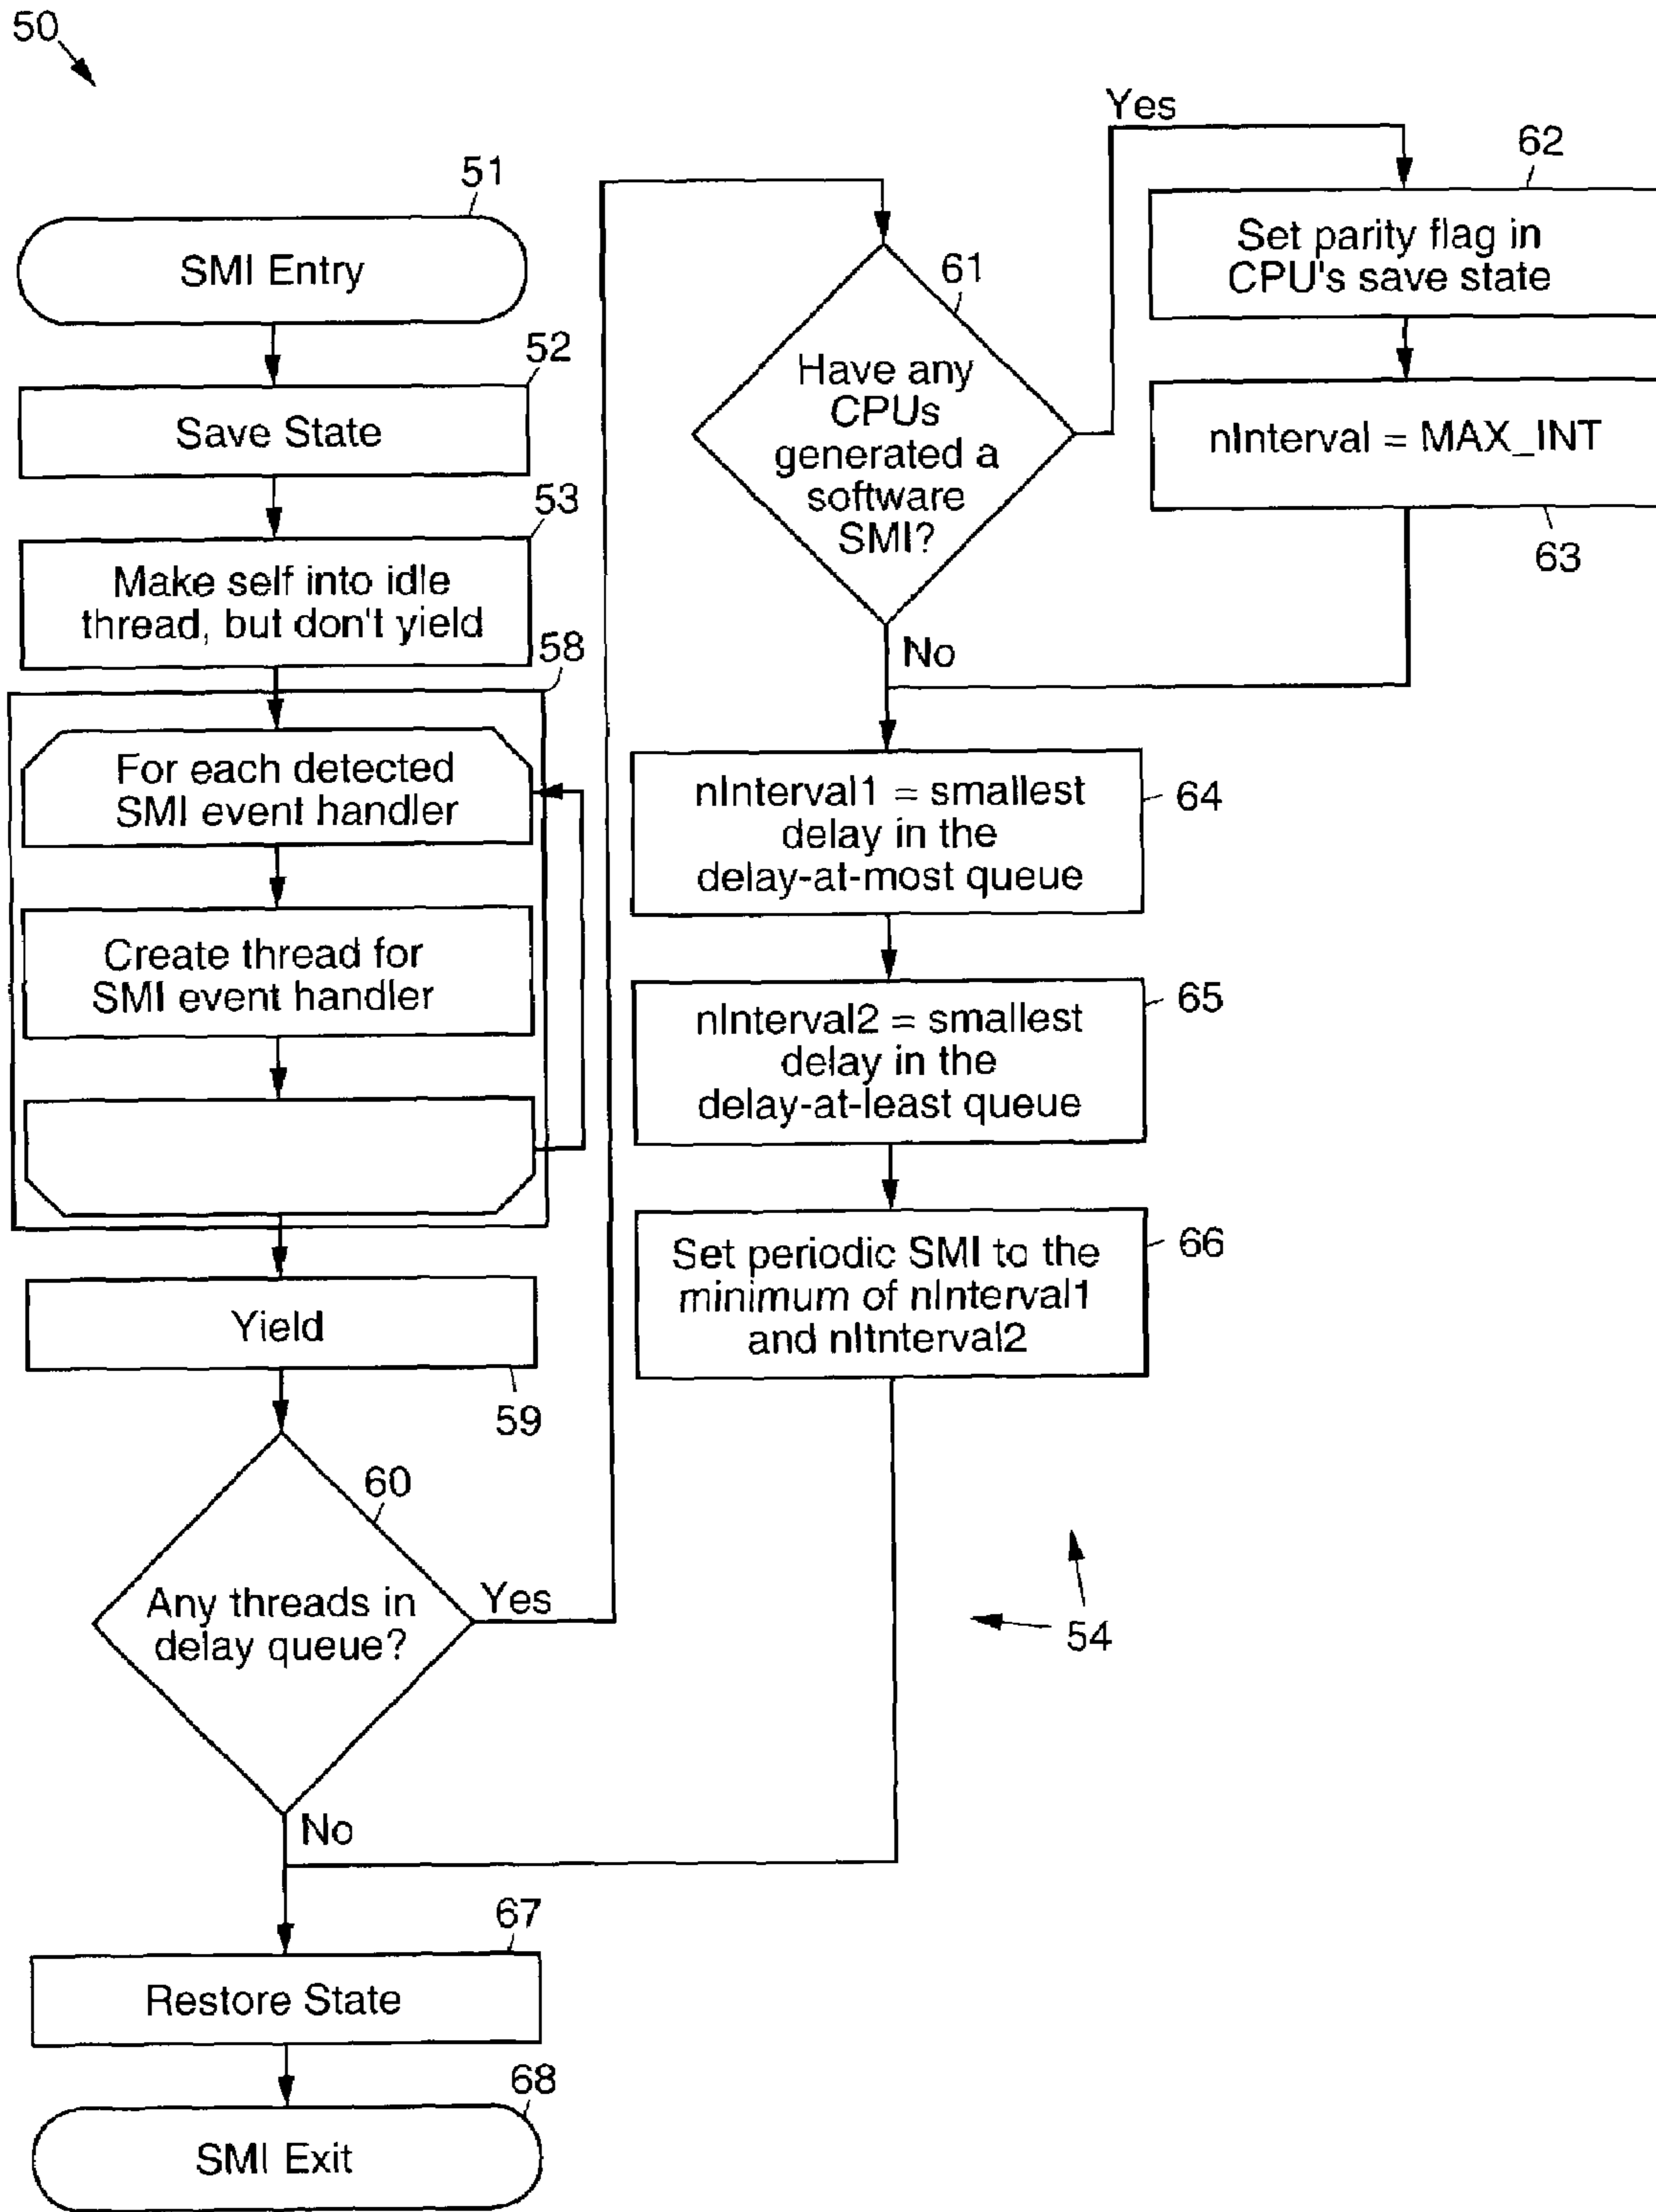 50
51
SMI Entry
52
Save State
53
Make self into idle
thread, but don't yield
58
For each detected
SMI event handler
Create thread for
SMI event handler
Yield
59
60
Any threads in
delay queue?
Yes
No
61
Have any
CPUs
generated a
software
SMI?
Yes
No
62
Set parity flag in
CPU's save state
nInterval = MAX_INT
63
nInterval1 = smallest
delay in the
delay-at-most queue
64
nInterval2 = smallest
delay in the
delay-at-least queue
65
Set periodic SMI to the
minimum of nInterval1
and nItnterval2
66
54
67
Restore State
68
SMI Exit